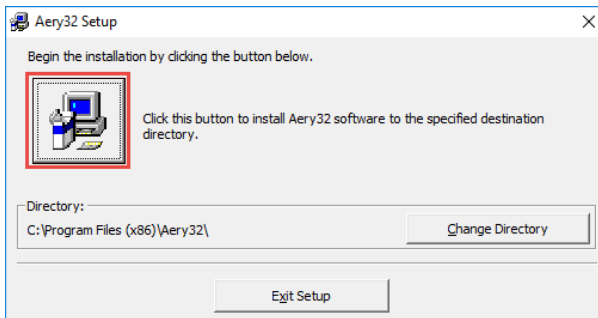 Aery32 Setup
Begin the installation by clicking the button below.
Click this button to install Aery32 software to the specified destination
directory.
Directory:
C:\Program Files (x86)\Aery32\
Change Directory
Exit Setup